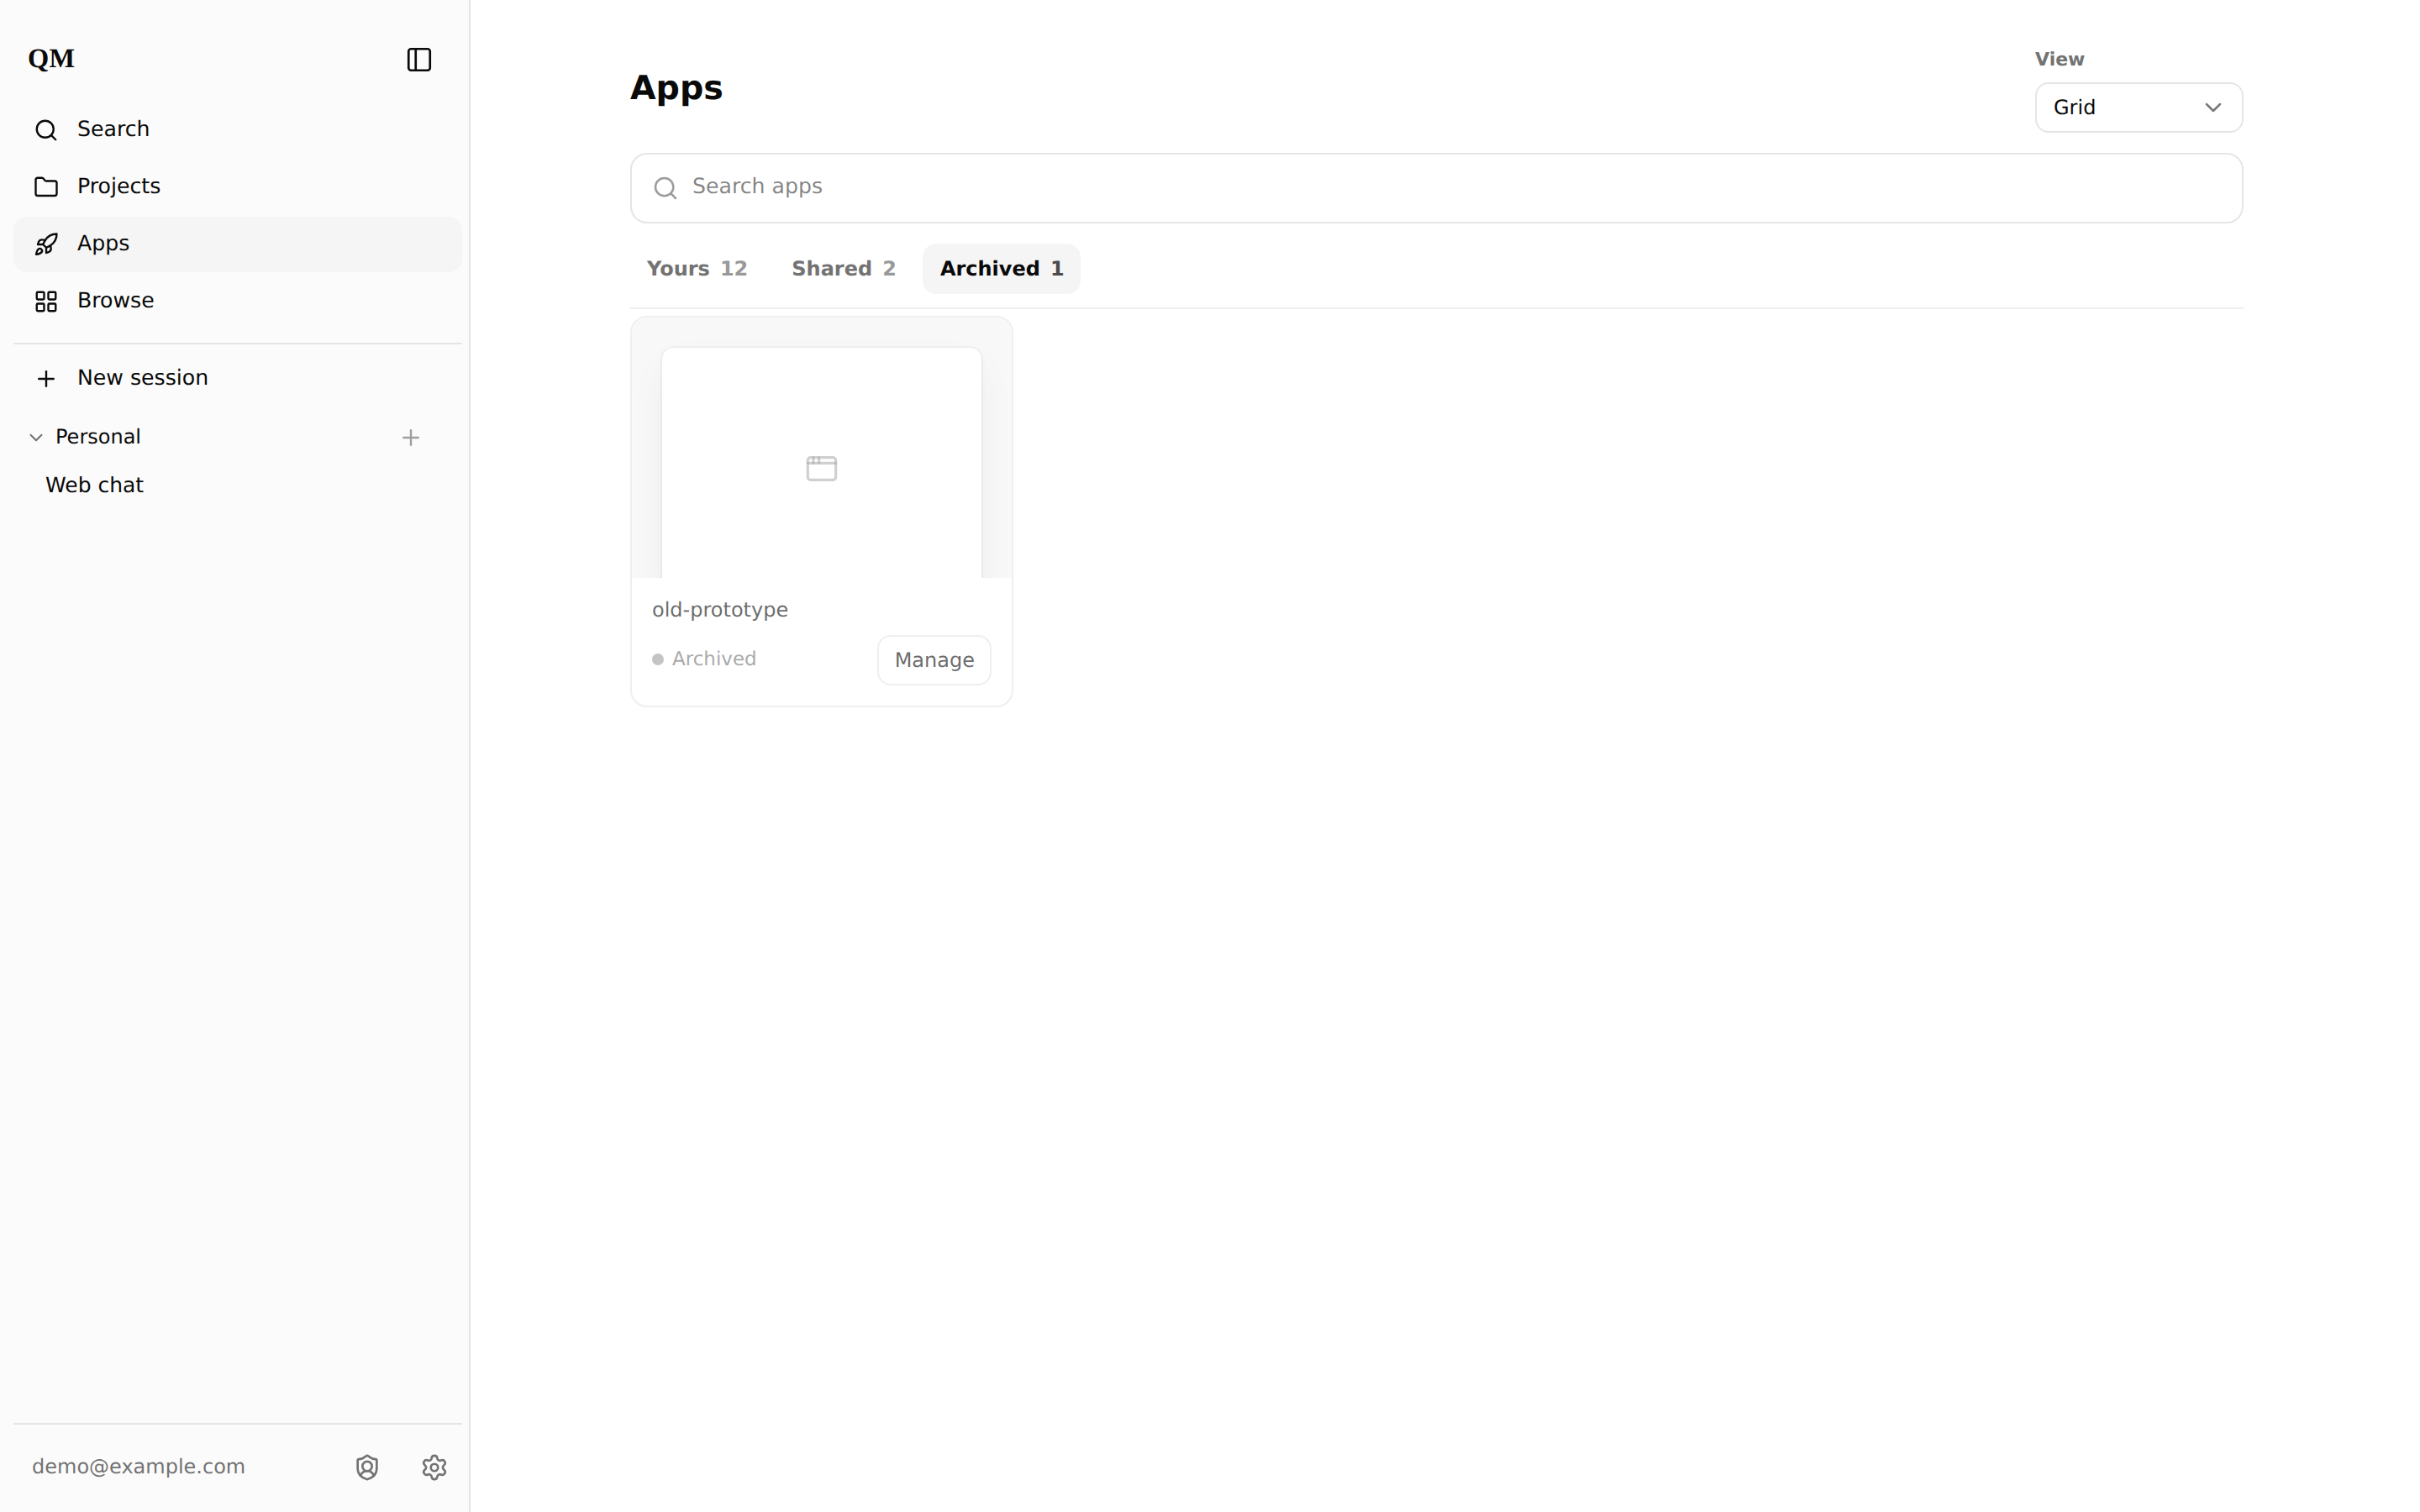 QM
Search
Projects
Apps
Browse
New session
Personal
Web chat
demo@example.com
Apps
View
Grid
Search apps
Yours 12 Shared 2 Archived 1
old-prototype
Archived Manage